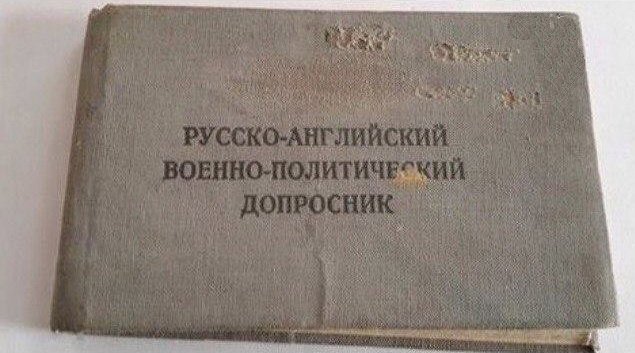 РУССКО-АНГЛИЙСКИЙ
ВОЕННО-ПОЛИТИЧЕСКИЙ
ДОПРОСНИК